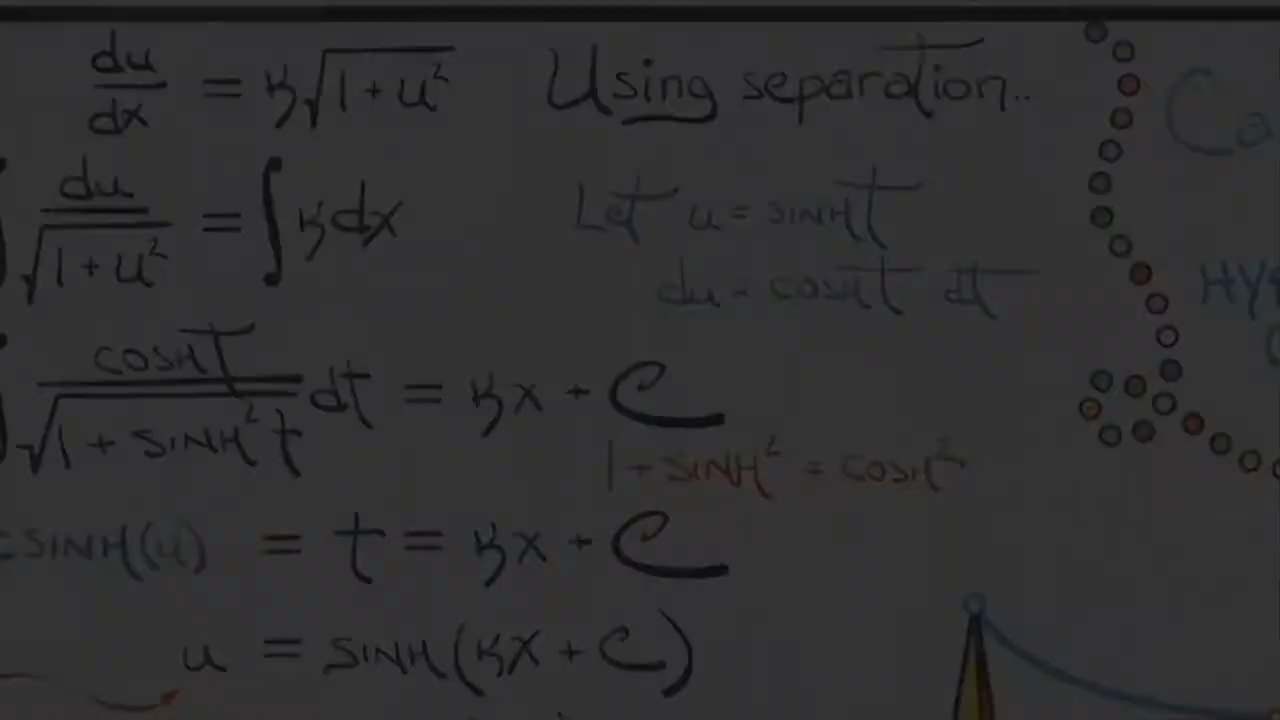 du/dx = k√(1 + u²) Using separation..
∫ du/√(1 + u²) = ∫ k dx Let u = sinh t
du = cosh t dt
∫ cosh t/√(1 + sinh² t) dt = kx + C
1 + sinh² = cosh²
csinh(u) = t = kx + C
u = sinh(kx + C)